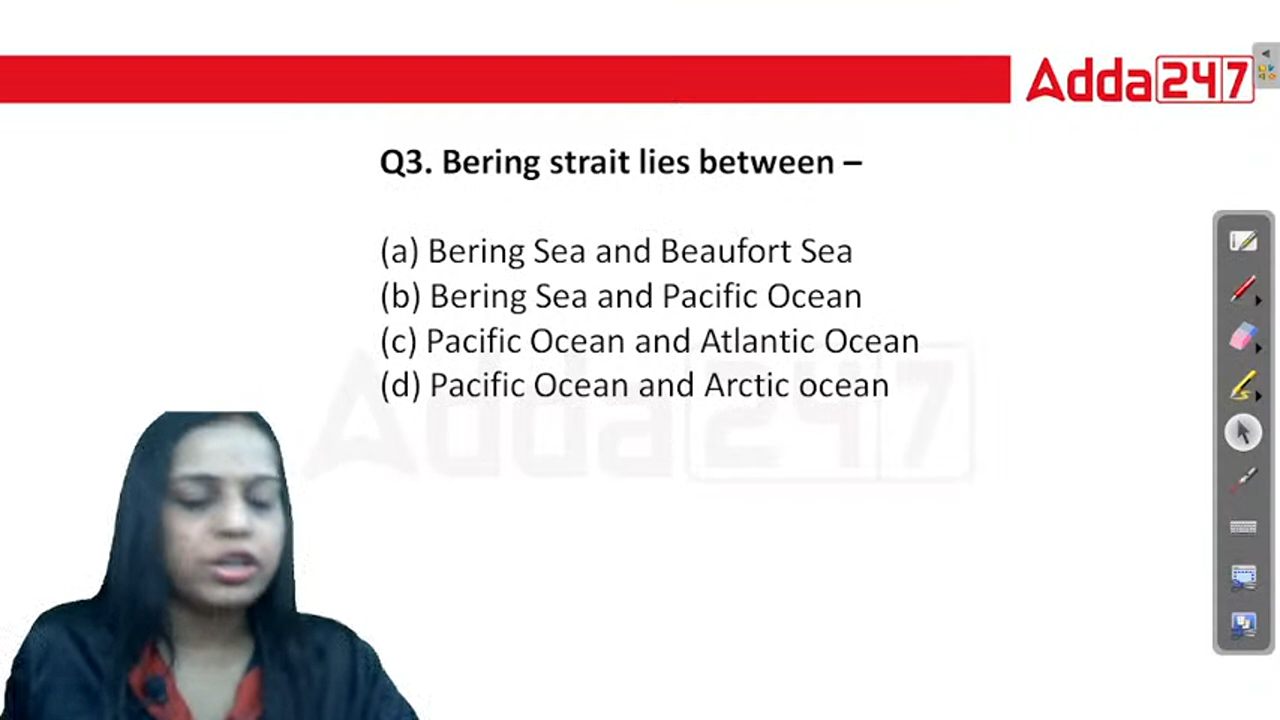 Adda247
Q3. Bering strait lies between –
(a) Bering Sea and Beaufort Sea
(b) Bering Sea and Pacific Ocean
(c) Pacific Ocean and Atlantic Ocean
(d) Pacific Ocean and Arctic ocean
Adda247